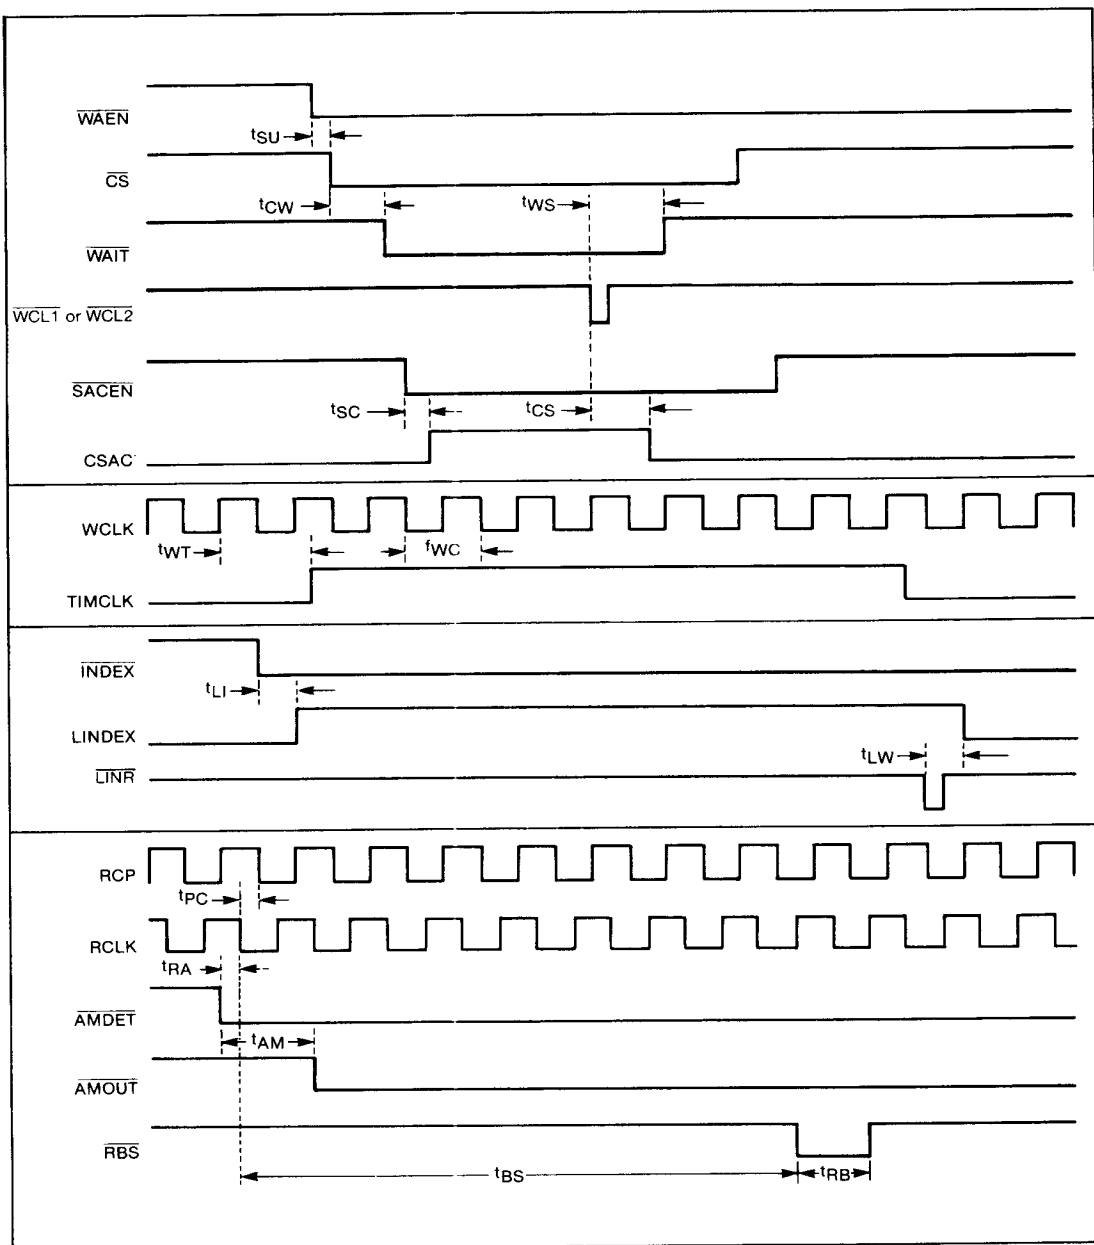 WAEN
tSU
CS
tCW
tWS
WAIT
WCL1 or WCL2
SACEN
tSC
tCS
CSAC
WCLK
tWT
fWC
TIMCLK
INDEX
tLI
LINDEX
tLW
LINR
RCP
tPC
RCLK
tRA
AMDET
tAM
AMOUT
RBS
tBS
tRB